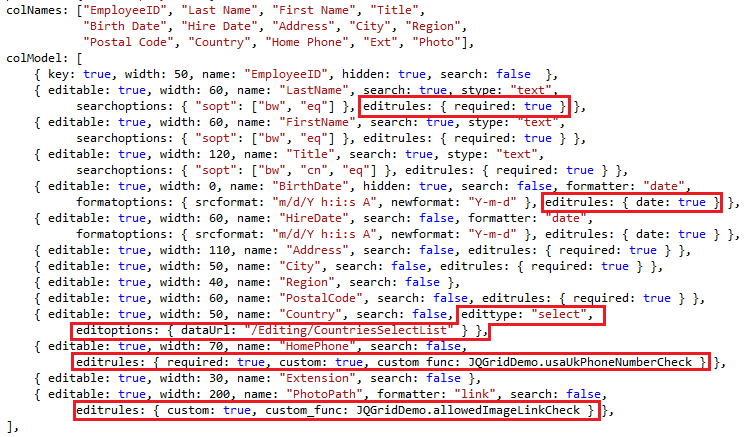 colNames: ["EmployeeID", "Last Name", "First Name", "Title",
"Birth Date", "Hire Date", "Address", "City", "Region",
"Postal Code", "Country", "Home Phone", "Ext", "Photo"],
colModel: [
{ key: true, width: 50, name: "EmployeeID", hidden: true, search: false },
{ editable: true, width: 60, name: "LastName", search: true, stype: "text",
searchoptions: { "sopt": ["bw", "eq"] }, editrules: { required: true } },
{ editable: true, width: 60, name: "FirstName", search: true, stype: "text",
searchoptions: { "sopt": ["bw", "eq"] }, editrules: { required: true } },
{ editable: true, width: 120, name: "Title", search: true, stype: "text",
searchoptions: { "sopt": ["bw", "cn", "eq"] }, editrules: { required: true } },
{ editable: true, width: 0, name: "BirthDate", hidden: true, search: false, formatter: "date",
formatoptions: { srcformat: "m/d/Y h:i:s A", newformat: "Y-m-d" }, editrules: { date: true } },
{ editable: true, width: 60, name: "HireDate", search: false, formatter: "date",
formatoptions: { srcformat: "m/d/Y h:i:s A", newformat: "Y-m-d" }, editrules: { date: true } },
{ editable: true, width: 110, name: "Address", search: false, editrules: { required: true } },
{ editable: true, width: 50, name: "City", search: false, editrules: { required: true } },
{ editable: true, width: 40, name: "Region", search: false },
{ editable: true, width: 60, name: "PostalCode", search: false, editrules: { required: true } },
{ editable: true, width: 50, name: "Country", search: false, edittype: "select",
editoptions: { dataUrl: "/Editing/CountriesSelectList" } },
{ editable: true, width: 70, name: "HomePhone", search: false,
editrules: { required: true, custom: true, custom_func: JQGridDemo.usaUkPhoneNumberCheck } },
{ editable: true, width: 30, name: "Extension", search: false },
{ editable: true, width: 200, name: "PhotoPath", formatter: "link", search: false,
editrules: { custom: true, custom_func: JQGridDemo.allowedImageLinkCheck } },
],